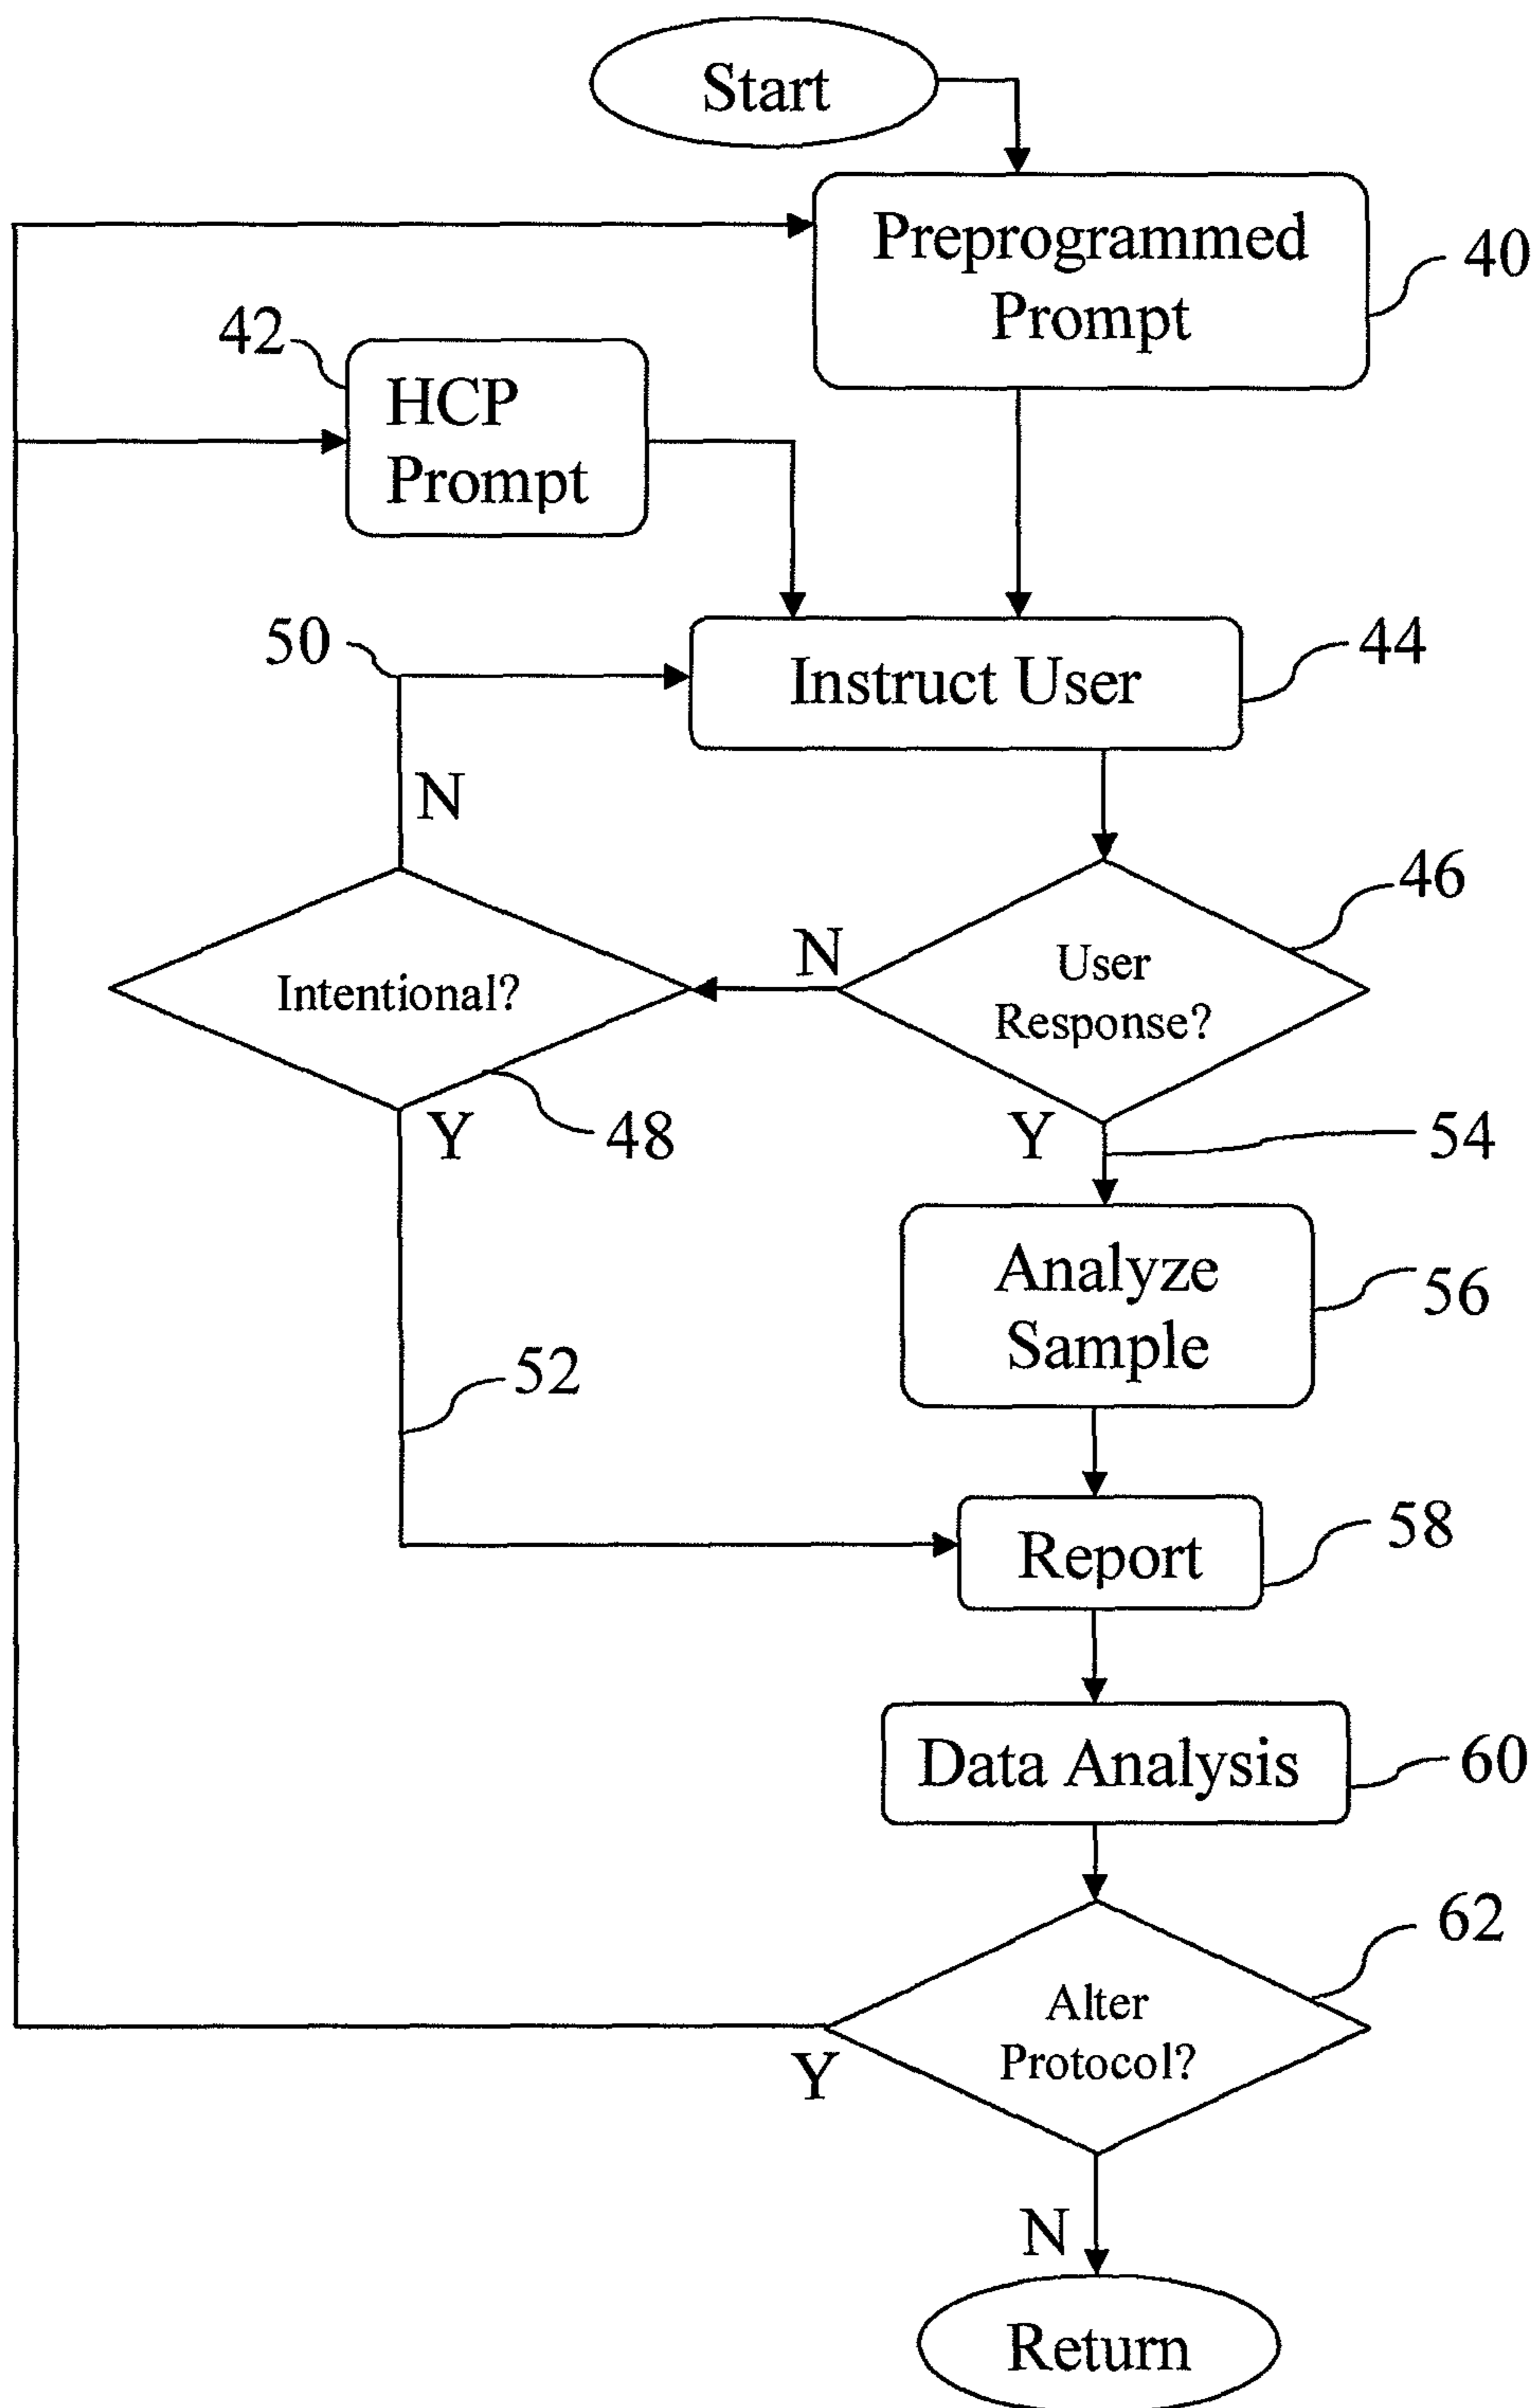 Start
Preprogrammed
Prompt
40
42
HCP
Prompt
50
Instruct User
44
N
46
User
Response?
N
Intentional?
Y
48
Y
54
Analyze
Sample
56
52
Report
58
Data Analysis
60
62
Alter
Protocol?
Y
N
Return